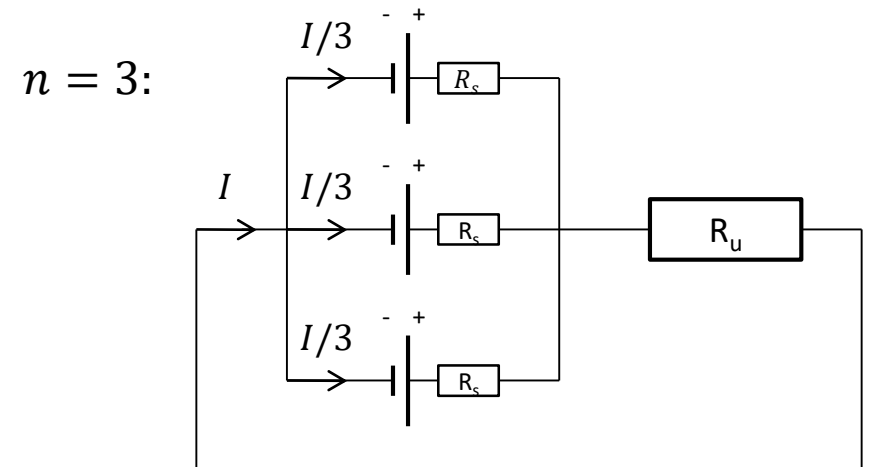 - +
I/3
n = 3:
R_s
- +
I
I/3
R_s
R_u
- +
I/3
R_s